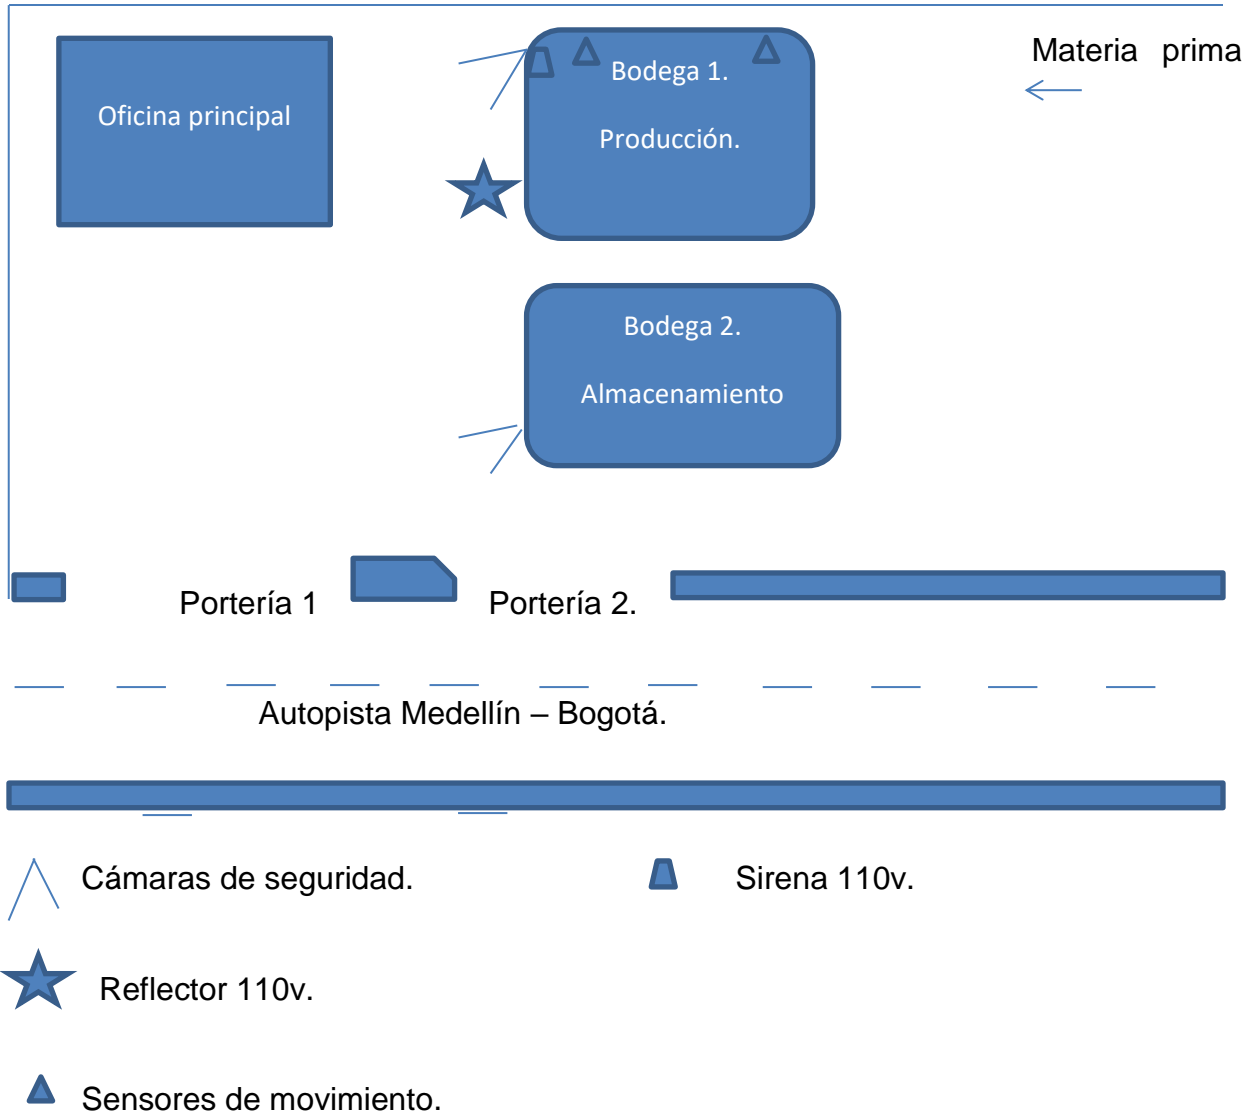 Materia prima
Oficina principal
Bodega 1.
Producción.
Bodega 2.
Almacenamiento
Portería 1
Portería 2.
Autopista Medellín – Bogotá.
Cámaras de seguridad.
Sirena 110v.
Reflector 110v.
Sensores de movimiento.